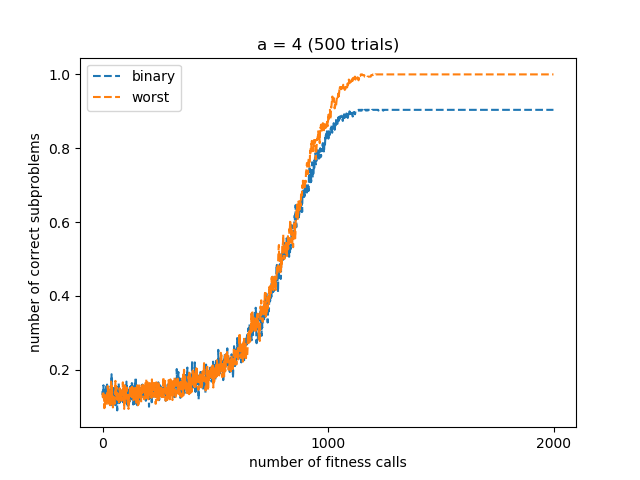 a = 4 (500 trials)
binary
worst
number of correct subproblems
1.0
0.8
0.6
0.4
0.2
0 1000 2000
number of fitness calls